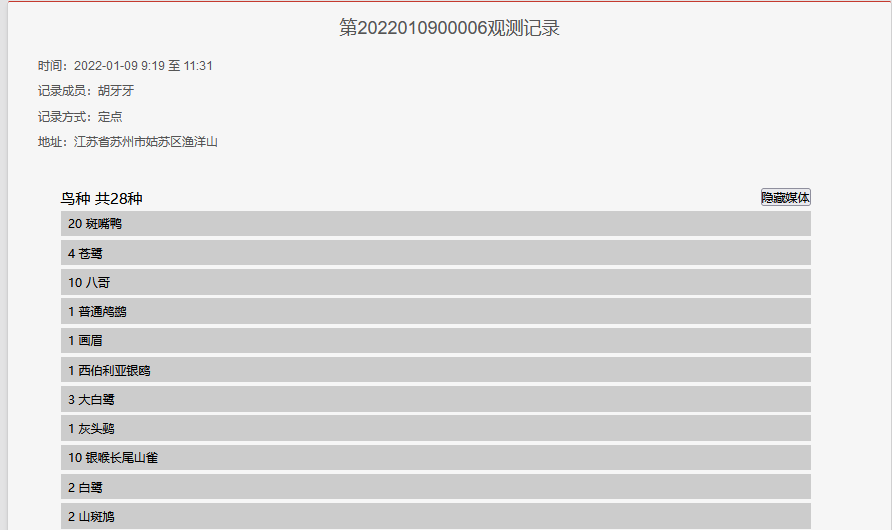 第2022010900006观测记录
时间：2022-01-09 9:19 至 11:31
记录成员：胡牙牙
记录方式：定点
地址：江苏省苏州市姑苏区渔洋山
鸟种 共28种
隐藏媒体
20 斑嘴鸭
4 苍鹭
10 八哥
1 普通鸬鹚
1 画眉
1 西伯利亚银鸥
3 大白鹭
1 灰头鹀
10 银喉长尾山雀
2 白鹭
2 山斑鸠